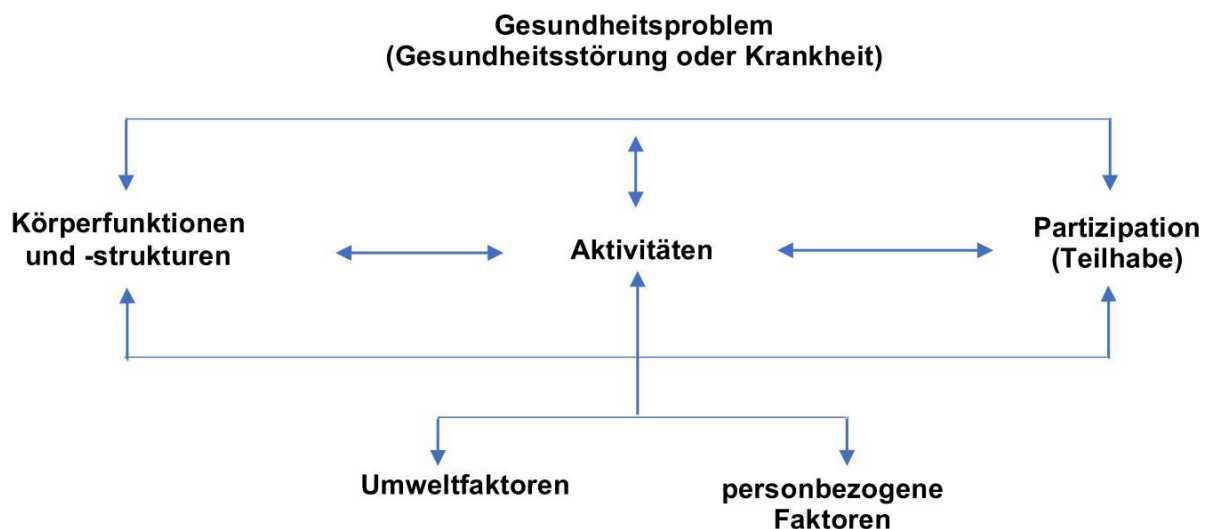 Gesundheitsproblem
(Gesundheitsstörung oder Krankheit)
Körperfunktionen
und -strukturen
Aktivitäten
Partizipation
(Teilhabe)
Umweltfaktoren
personbezogene
Faktoren